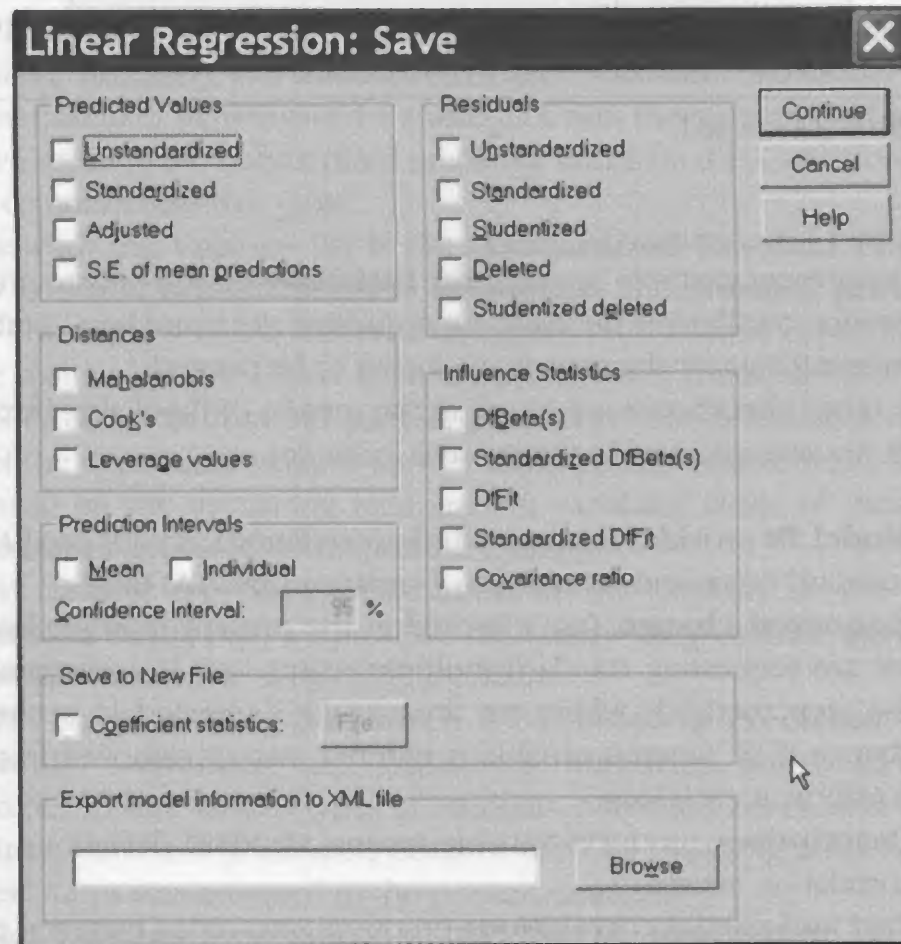 Linear Regression: Save
Predicted Values
Unstandardized
Standardized
Adjusted
S.E. of mean predictions
Distances
Mahalanobis
Cook's
Leverage values
Prediction Intervals
Mean Individual
Confidence Interval: 95 %
Save to New File
Coefficient statistics: File
Export model information to XML file
Browse
Residuals
Unstandardized
Standardized
Studentized
Deleted
Studentized deleted
Influence Statistics
DfBeta(s)
Standardized DfBeta(s)
DfFit
Standardized DfFit
Covariance ratio
Continue
Cancel
Help